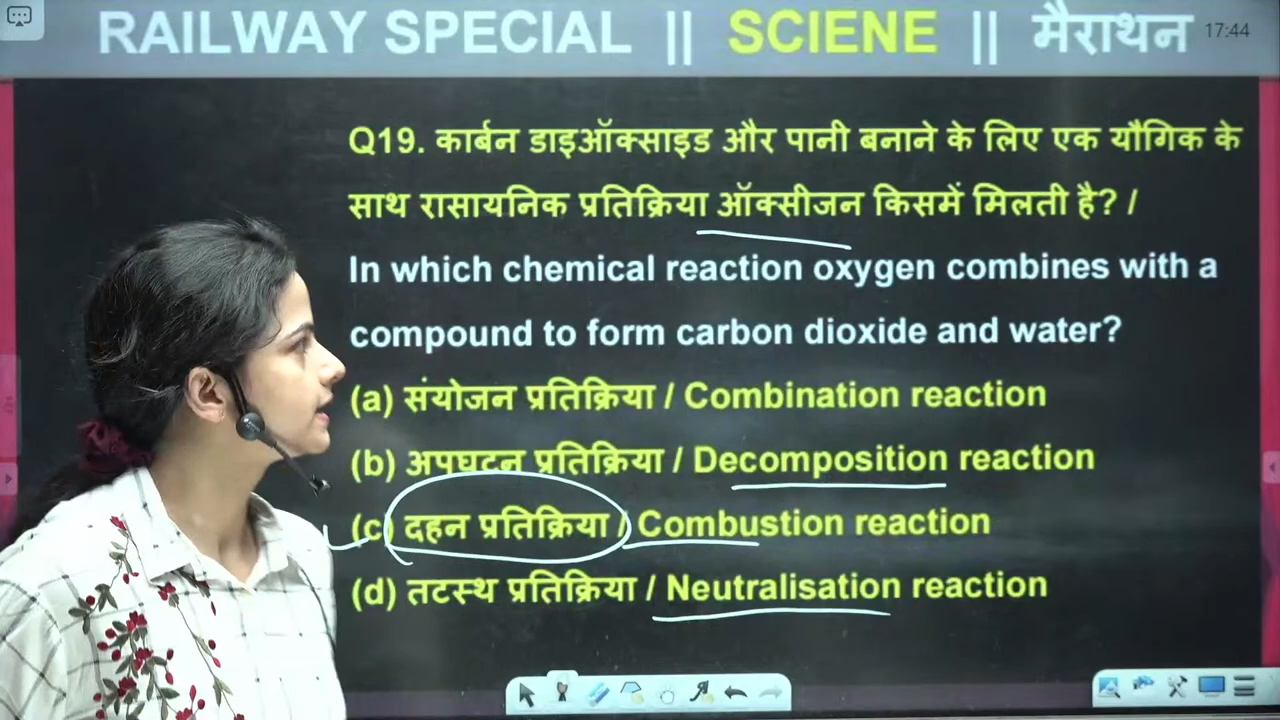 RAILWAY SPECIAL || SCIENE || मैराथन 17:44
Q19. कार्बन डाइऑक्साइड और पानी बनाने के लिए एक यौगिक के
साथ रासायनिक प्रतिक्रिया ऑक्सीजन किसमें मिलती है? /
In which chemical reaction oxygen combines with a
compound to form carbon dioxide and water?
(a) संयोजन प्रतिक्रिया / Combination reaction
(b) अपघटन प्रतिक्रिया / Decomposition reaction
(c) दहन प्रतिक्रिया / Combustion reaction
(d) तटस्थ प्रतिक्रिया / Neutralisation reaction